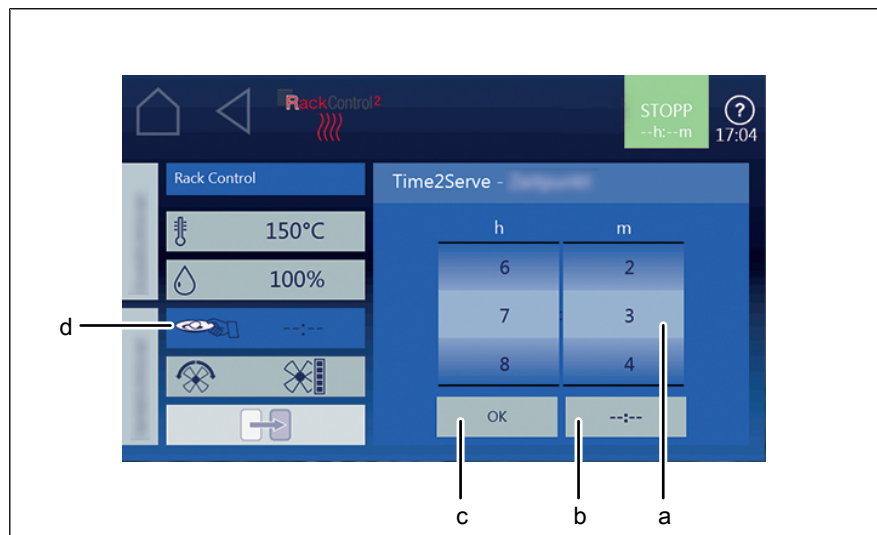 RackControl²
STOPP
--h:--m
?
17:04
Rack Control
150°C
100%
--:--
Time2Serve -
h m
6 2
7 : 3
8 4
OK --:--
d
c b a